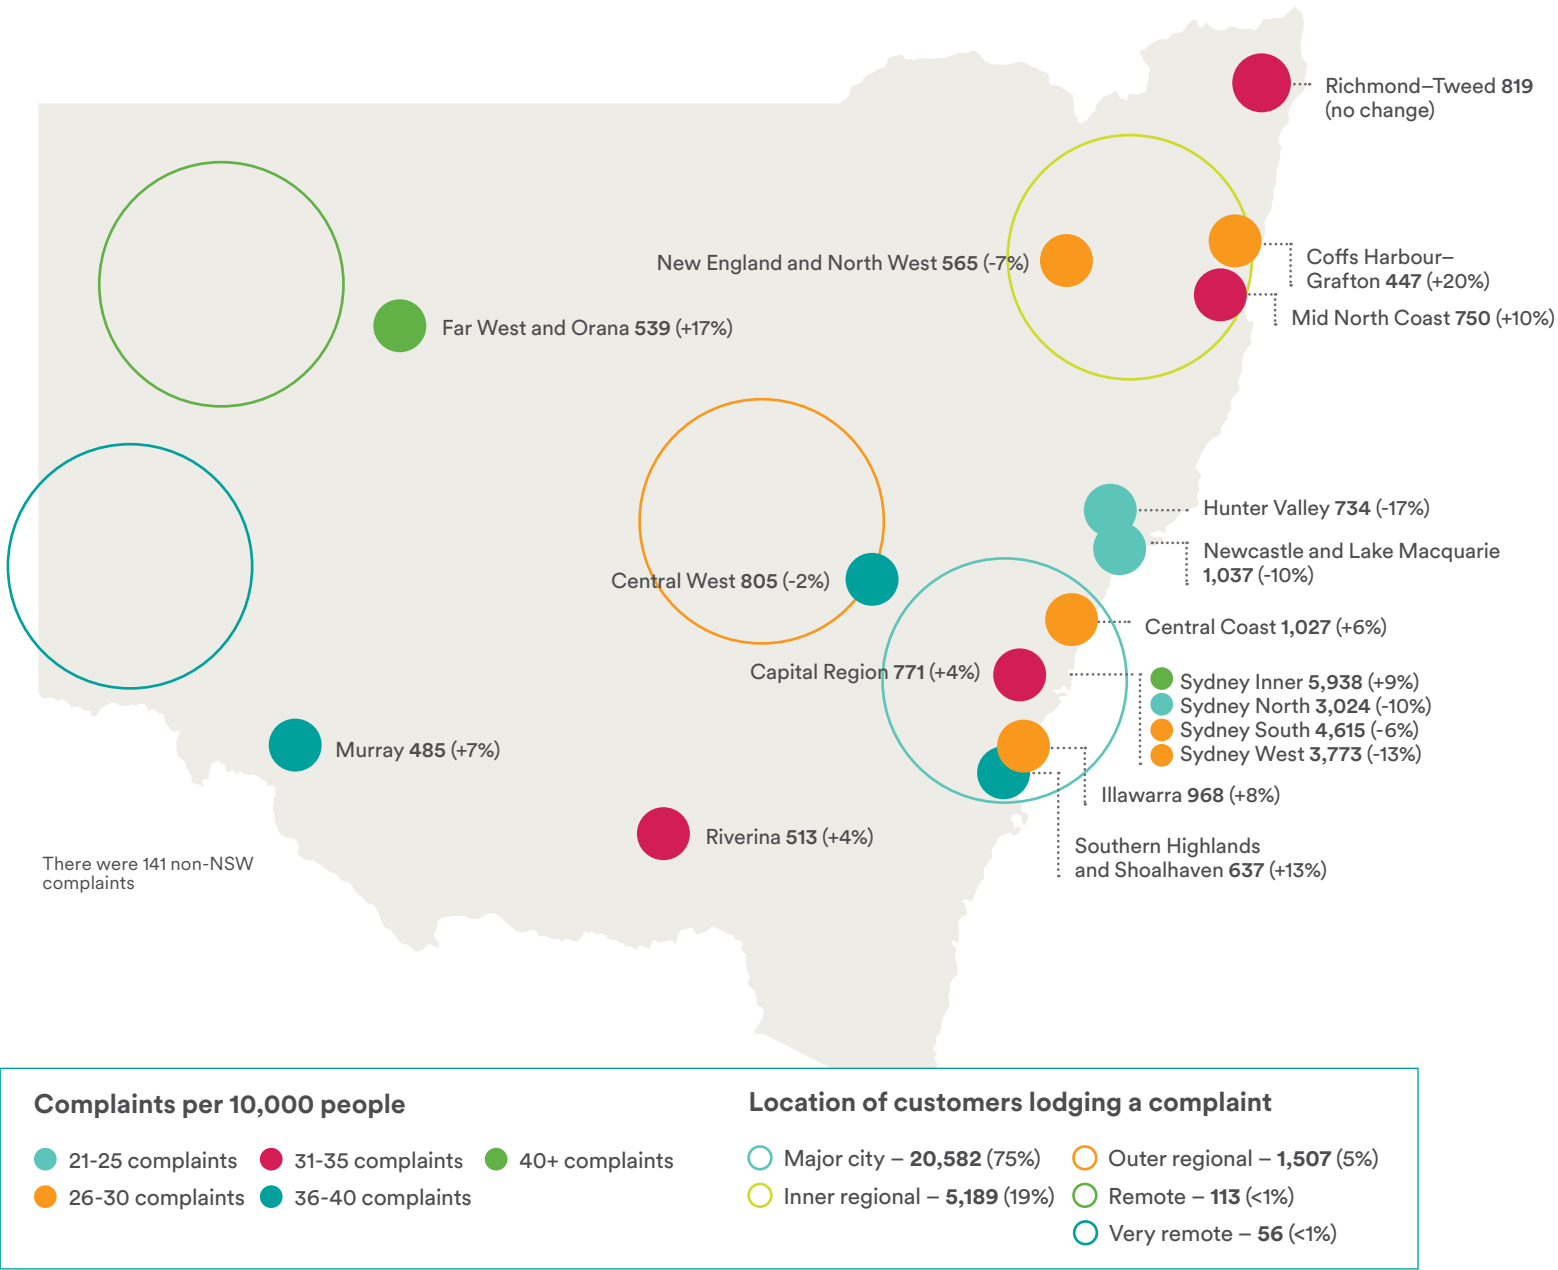 Richmond–Tweed 819
(no change)
New England and North West 565 (-7%)
Coffs Harbour–
Grafton 447 (+20%)
Mid North Coast 750 (+10%)
Far West and Orana 539 (+17%)
Hunter Valley 734 (-17%)
Newcastle and Lake Macquarie
1,037 (-10%)
Central West 805 (-2%)
Central Coast 1,027 (+6%)
Capital Region 771 (+4%)
Sydney Inner 5,938 (+9%)
Sydney North 3,024 (-10%)
Sydney South 4,615 (-6%)
Sydney West 3,773 (-13%)
Murray 485 (+7%)
Illawarra 968 (+8%)
Riverina 513 (+4%)
Southern Highlands
and Shoalhaven 637 (+13%)
There were 141 non-NSW
complaints
Complaints per 10,000 people
21-25 complaints
31-35 complaints
40+ complaints
26-30 complaints
36-40 complaints
Location of customers lodging a complaint
Major city – 20,582 (75%)
Outer regional – 1,507 (5%)
Inner regional – 5,189 (19%)
Remote – 113 (<1%)
Very remote – 56 (<1%)